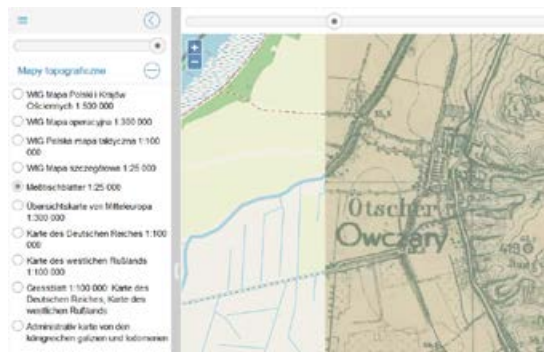 Mapy topograficzne
WIG Mapa Polski i Krajów
Ościennych 1:500 000
WIG Mapa operacyjna 1:300 000
WIG Polska mapa taktyczna 1:100
000
WIG Mapa szczegółowa 1:25 000
Meßtischblätter 1:25 000
Übersichtskarte von Mitteleuropa
1:300 000
Karte des Deutschen Reiches 1:100
000
Karte des westlichen Rußlands
1:100 000
Grossblatt 1:100 000: Karte des
Deutschen Reiches, Karte des
westlichen Rußlands
Administrativ karte von den
königreichen galizien und lodomerien
Otscher
Owczary